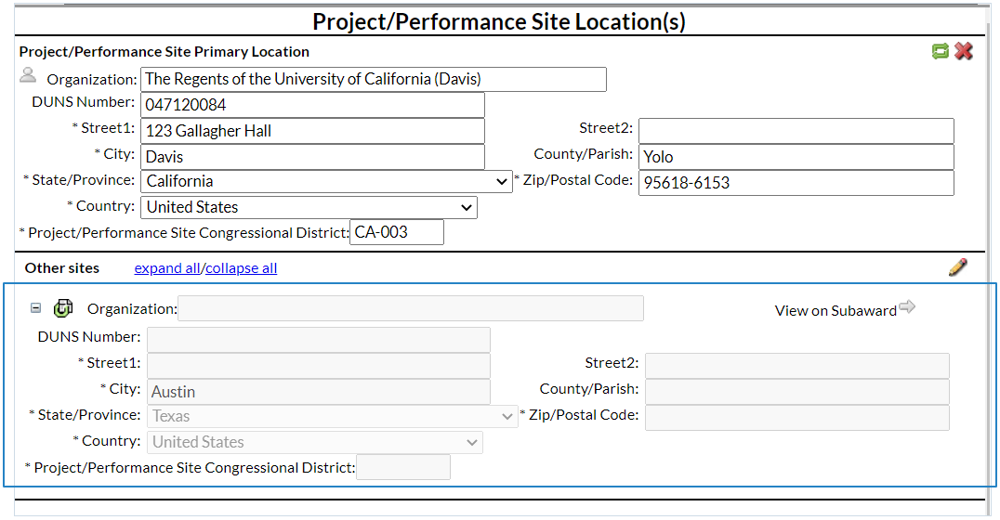 Project/Performance Site Location(s)
Project/Performance Site Primary Location
Organization: The Regents of the University of California (Davis)
DUNS Number: 047120084
* Street1: 123 Gallagher Hall Street2:
* City: Davis County/Parish: Yolo
* State/Province: California * Zip/Postal Code: 95618-6153
* Country: United States
* Project/Performance Site Congressional District: CA-003
Other sites expand all/collapse all
Organization: View on Subaward
DUNS Number:
* Street1: Street2:
* City: Austin County/Parish:
* State/Province: Texas * Zip/Postal Code:
* Country: United States
* Project/Performance Site Congressional District: